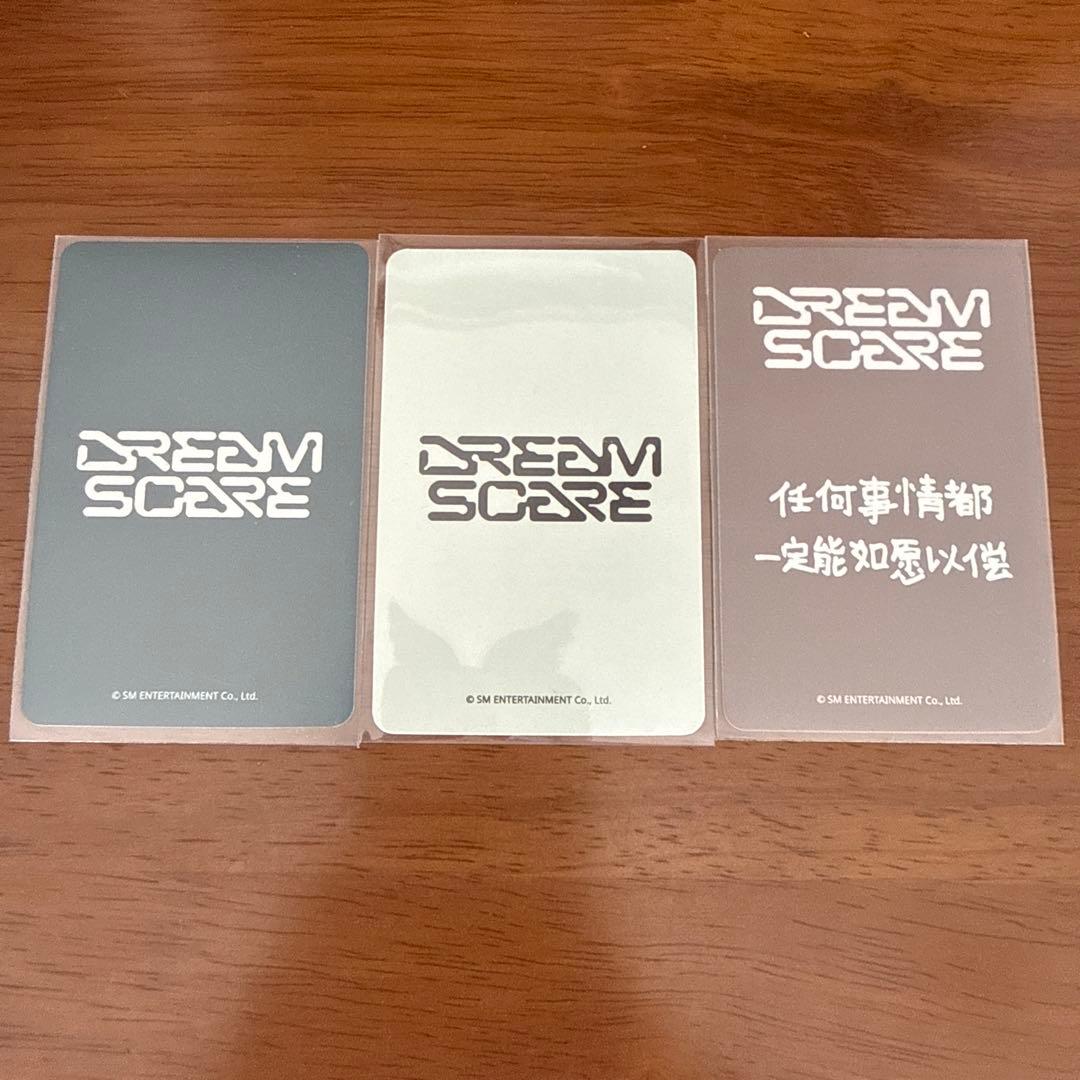 DREAM
SCARE
© SM ENTERTAINMENT Co., Ltd.
DREAM
SCARE
© SM ENTERTAINMENT Co., Ltd.
DREAM
SCARE
任何事情都
一定能如愿以偿
© SM ENTERTAINMENT Co., Ltd.